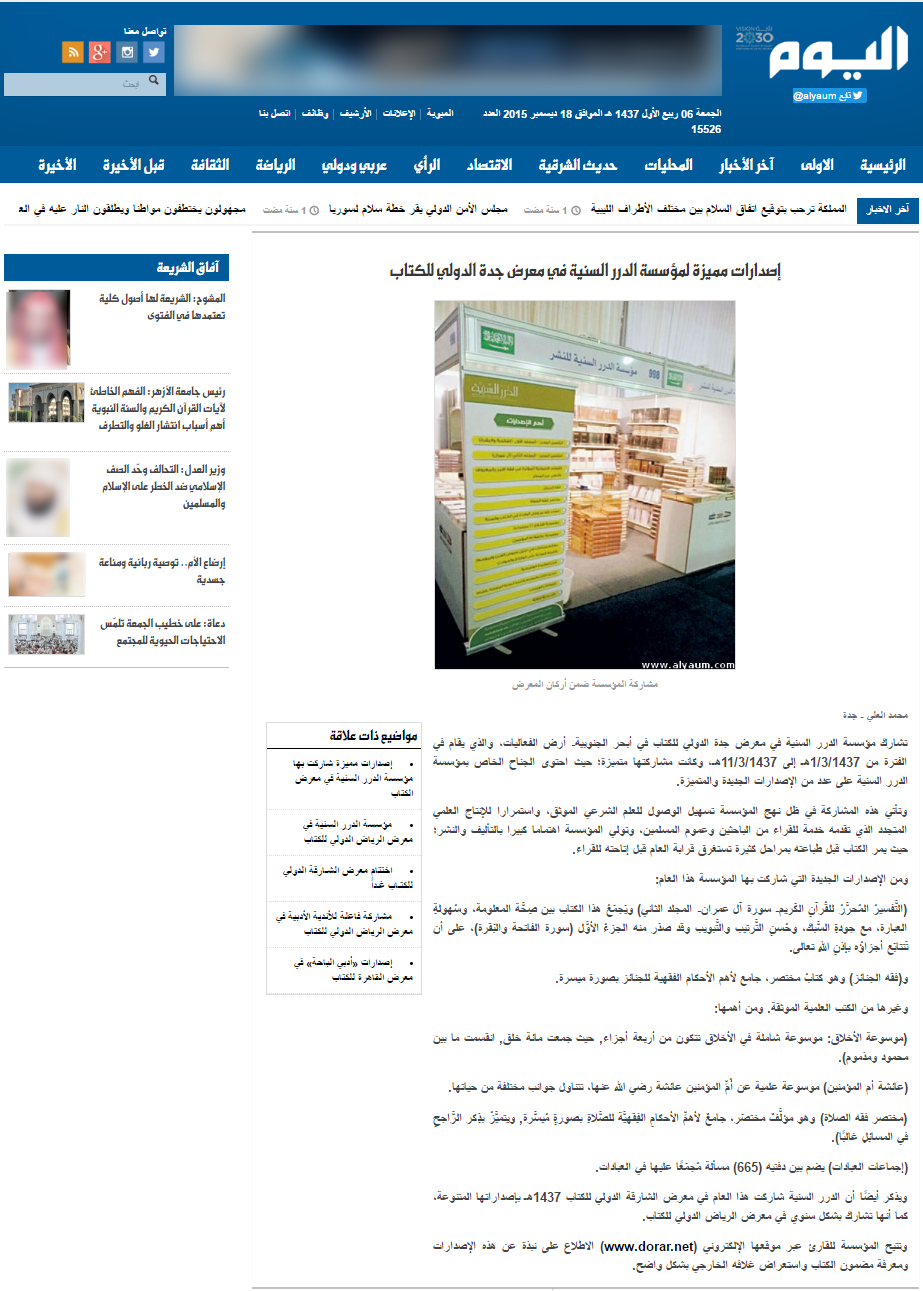 اليوم
VISION رؤية
2030
تابع @alyaum
تواصل معنا
ابحث
الجمعة 06 ربيع الأول 1437 هـ الموافق 18 ديسمبر 2015 العدد
15526
المبوبة | الإعلانات | الأرشيف | وظائف | اتصل بنا
الرئيسية الاولى آخر الأخبار المحليات حديث الشرقية الاقتصاد الرأي عربي ودولي الرياضة الثقافة قبل الأخيرة الأخيرة
آخر الاخبار
المملكة ترحب بتوقيع اتفاق السلام بين مختلف الأطراف الليبية 1 سنة مضت مجلس الأمن الدولي يقر خطة سلام لسوريا 1 سنة مضت مجهولون يختطفون مواطنا ويطلقون النار عليه في الع
إصدارات مميزة لمؤسسة الدرر السنية في معرض جدة الدولي للكتاب
مؤسسة الدرر السنية للنشر 998
الدرر السنية
أهم الإصدارات
www.alyaum.com
مشاركة المؤسسة ضمن أركان المعرض
محمد العلي ـ جدة
تشارك مؤسسة الدرر السنية في معرض جدة الدولي للكتاب في أبحر الجنوبية۔ أرض الفعاليات، والذي يقام في
الفترة من 1/3/1437هـ إلى 11/3/1437هـ، وكانت مشاركتها متميزة؛ حيث احتوى الجناح الخاص بمؤسسة
الدرر السنية على عدد من الإصدارات الجديدة والمتميزة.
وتأتي هذه المشاركة في ظل نهج المؤسسة تسهيل الوصول للعلم الشرعي الموثق، واستمرارا للإنتاج العلمي
المتجدد الذي تقدمه خدمة للقراء من الباحثين وعموم المسلمين، وتولي المؤسسة اهتماما كبيرا بالتأليف والنشر؛
حيث يمر الكتاب قبل طباعته بمراحل كثيرة تستغرق قرابة العام قبل إتاحته للقراء.
ومن الإصدارات الجديدة التي شاركت بها المؤسسة هذا العام:
(التَّفسيرُ المُحرَّرُ للقُرآنِ الكَريم۔ سورة آل عمران۔ المجلد الثاني) ويَجمَعُ هذا الكتاب بين صِحَّة المعلومة، وسُهولةِ
العبارة، مع جودةِ السَّبك، وحُسنِ التَّرتيب والتَّبويب وقد صدَر منه الجزءُ الأوَّل (سورة الفاتحة والبَقرة)، على أن
تَتتابَع أجزاؤه بإذن الله تعالى.
و(فقه الجنائز) وهو كتابٌ مختصر، جامع لأهم الأحكام الفقهية للجنائز بصورة ميسرة.
وغيرها من الكتب العلمية الموثقة. ومن أهمها:
(موسوعة الأخلاق: موسوعة شاملة في الأخلاق تتكون من أربعة أجزاء, حيث جمعت مائة خلق, انقسمت ما بين
محمود ومذموم).
(عائشة أم المؤمنين) موسوعة علمية عن أُمِّ المؤمنين عائشة رضي الله عنها، تتناول جوانب مختلفة من حياتها.
(مختصر فقه الصلاة) وهو مؤلَّفٌ مختصَر، جامعٌ لأهمِّ الأحكامِ الفِقهيَّة للصَّلاةِ بصورةٍ مُيسَّرة, ويتميَّزُ بذِكر الرَّاجحِ
في المسائِلِ غالبًا).
(إجماعات العبادات) يضم بين دفتيه (665) مسألة مُجمَعًا عليها في العبادات.
ويذكر أيضًا أن الدرر السنية شاركت هذا العام في معرض الشارقة الدولي للكتاب 1437هـ بإصداراتها المتنوعة،
كما أنها تشارك بشكل سنوي في معرض الرياض الدولي للكتاب.
وتتيح المؤسسة للقارئ عبر موقعها الإلكتروني (www.dorar.net) الاطلاع على نبذة عن هذه الإصدارات
ومعرفة مضمون الكتاب واستعراض غلافه الخارجي بشكل واضح.
مواضيع ذات علاقة
• إصدارات مميزة شاركت بها
مؤسسة الدرر السنية في معرض
الكتاب
• مؤسسة الدرر السنية في
معرض الرياض الدولي للكتاب
• اختتام معرض الشارقة الدولي
للكتاب غداً
• مشاركة فاعلة للأندية الأدبية في
معرض الرياض الدولي للكتاب
• إصدارات «أدبي الباحة» في
معرض القاهرة للكتاب
آفاق الشريعة
المشوح: الشريعة لها أصول كلية
تعتمدها في الفتوى
رئيس جامعة الأزهر: الفهم الخاطئ
لآيات القرآن الكريم والسنة النبوية
أهم أسباب انتشار الغلو والتطرف
وزير العدل: التحالف وحّد الصف
الإسلامي ضد الخطر على الإسلام
والمسلمين
إرضاع الأم.. توصية ربانية ومناعة
جسدية
دعاة: على خطيب الجمعة تلمّس
الاحتياجات الحيوية للمجتمع